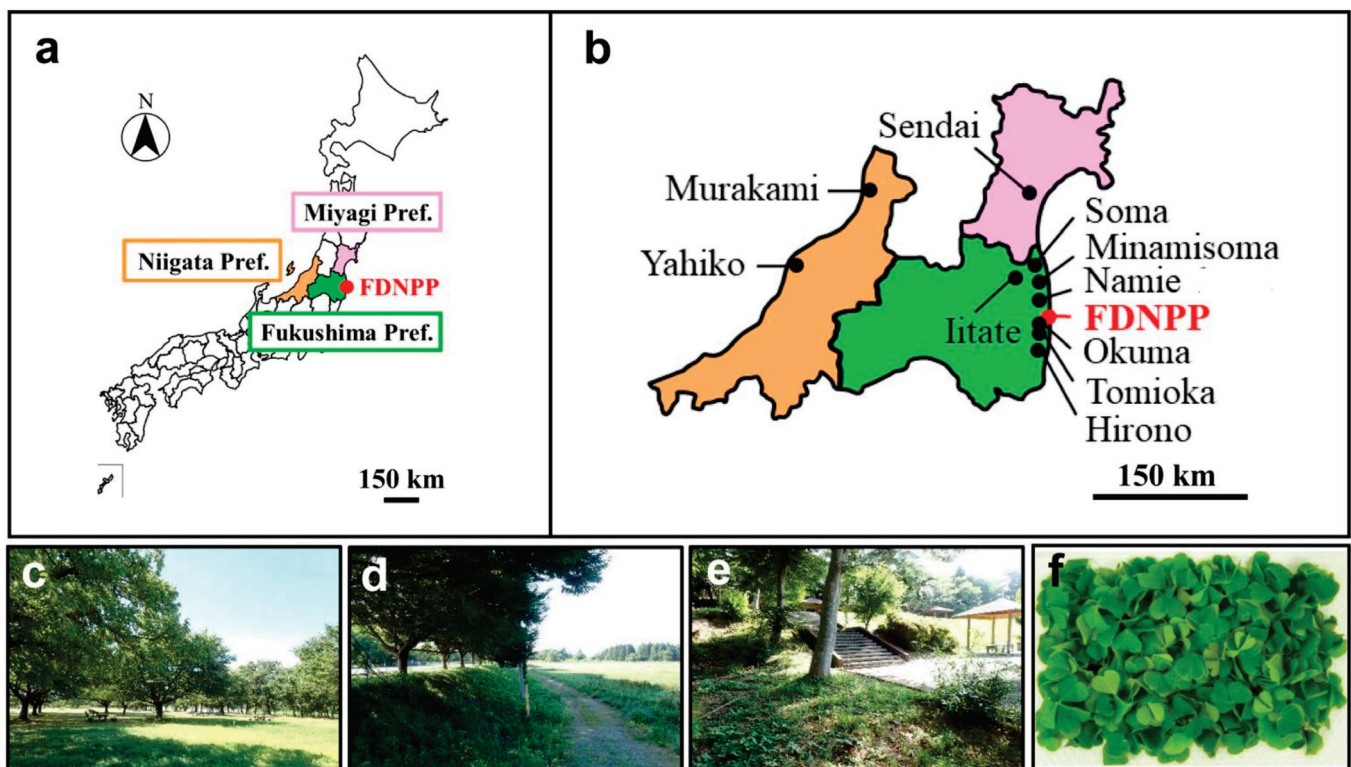 a
N
Miyagi Pref.
Niigata Pref.
FDNPP
Fukushima Pref.
150 km
b
Sendai
Murakami
Soma
Minamisoma
Yahiko
Namie
Iitate
FDNPP
Okuma
Tomioka
Hirono
150 km
c
d
e
f